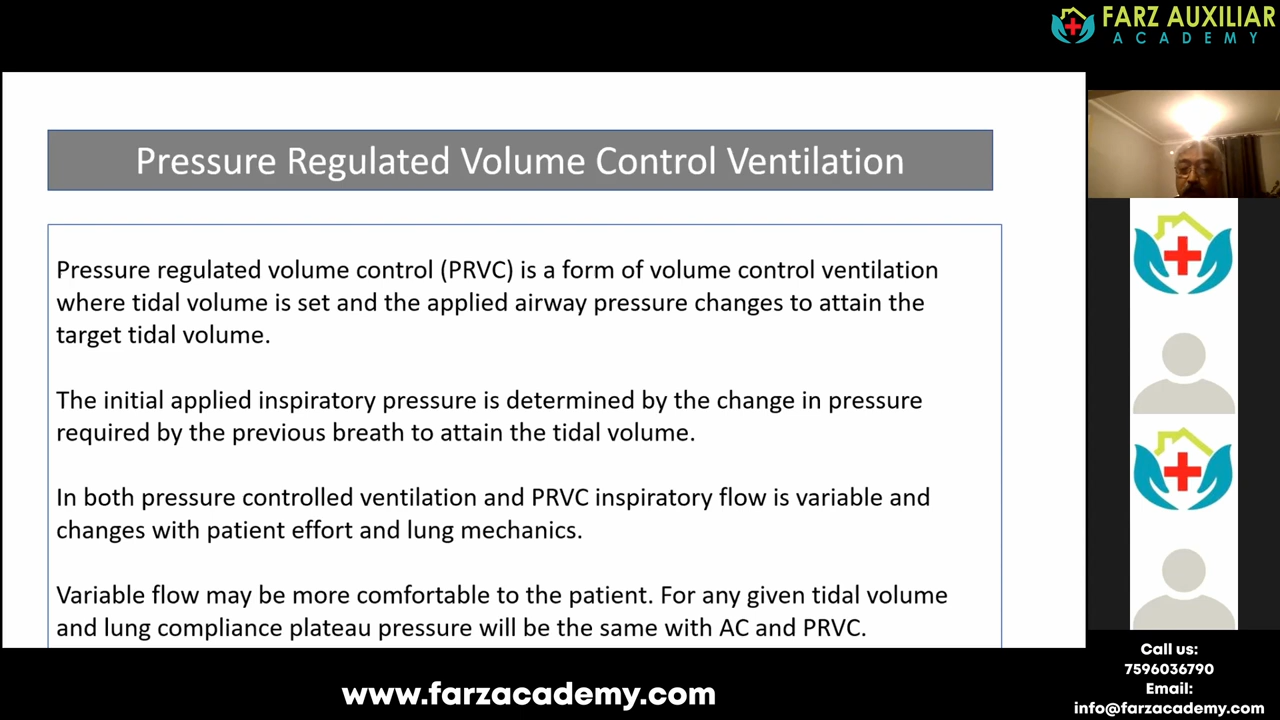 FARZ AUXILIAR
ACADEMY
Pressure Regulated Volume Control Ventilation
Pressure regulated volume control (PRVC) is a form of volume control ventilation
where tidal volume is set and the applied airway pressure changes to attain the
target tidal volume.
The initial applied inspiratory pressure is determined by the change in pressure
required by the previous breath to attain the tidal volume.
In both pressure controlled ventilation and PRVC inspiratory flow is variable and
changes with patient effort and lung mechanics.
Variable flow may be more comfortable to the patient. For any given tidal volume
and lung compliance plateau pressure will be the same with AC and PRVC.
Call us:
7596036790
Email:
info@farzacademy.com
www.farzacademy.com